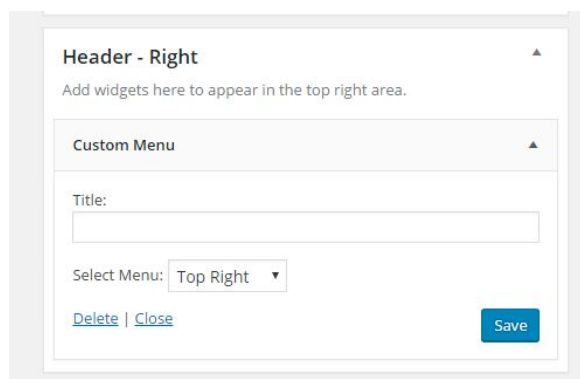 Header - Right
Add widgets here to appear in the top right area.
Custom Menu
Title:
Select Menu: Top Right
Delete | Close
Save